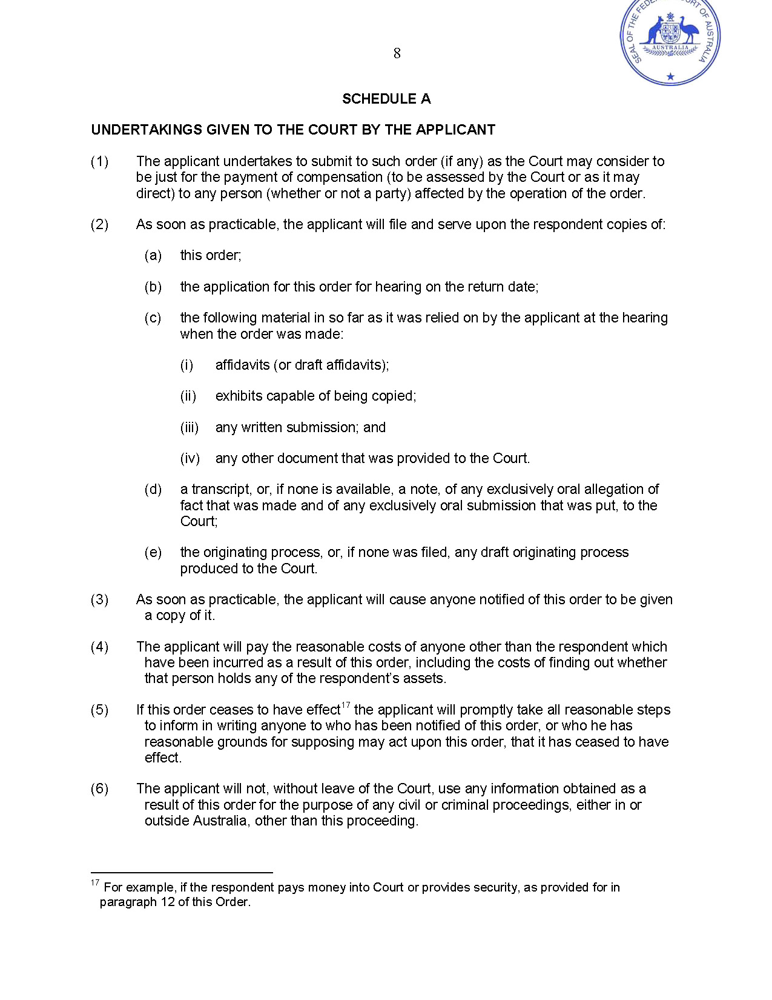 SEAL OF THE FEDERAL COURT OF AUSTRALIA
AUSTRALIA
8
SCHEDULE A
UNDERTAKINGS GIVEN TO THE COURT BY THE APPLICANT
(1) The applicant undertakes to submit to such order (if any) as the Court may consider to
be just for the payment of compensation (to be assessed by the Court or as it may
direct) to any person (whether or not a party) affected by the operation of the order.
(2) As soon as practicable, the applicant will file and serve upon the respondent copies of:
(a) this order;
(b) the application for this order for hearing on the return date;
(c) the following material in so far as it was relied on by the applicant at the hearing
when the order was made:
(i) affidavits (or draft affidavits);
(ii) exhibits capable of being copied;
(iii) any written submission; and
(iv) any other document that was provided to the Court.
(d) a transcript, or, if none is available, a note, of any exclusively oral allegation of
fact that was made and of any exclusively oral submission that was put, to the
Court;
(e) the originating process, or, if none was filed, any draft originating process
produced to the Court.
(3) As soon as practicable, the applicant will cause anyone notified of this order to be given
a copy of it.
(4) The applicant will pay the reasonable costs of anyone other than the respondent which
have been incurred as a result of this order, including the costs of finding out whether
that person holds any of the respondent's assets.
(5) If this order ceases to have effect17 the applicant will promptly take all reasonable steps
to inform in writing anyone to who has been notified of this order, or who he has
reasonable grounds for supposing may act upon this order, that it has ceased to have
effect.
(6) The applicant will not, without leave of the Court, use any information obtained as a
result of this order for the purpose of any civil or criminal proceedings, either in or
outside Australia, other than this proceeding.
17 For example, if the respondent pays money into Court or provides security, as provided for in
paragraph 12 of this Order.